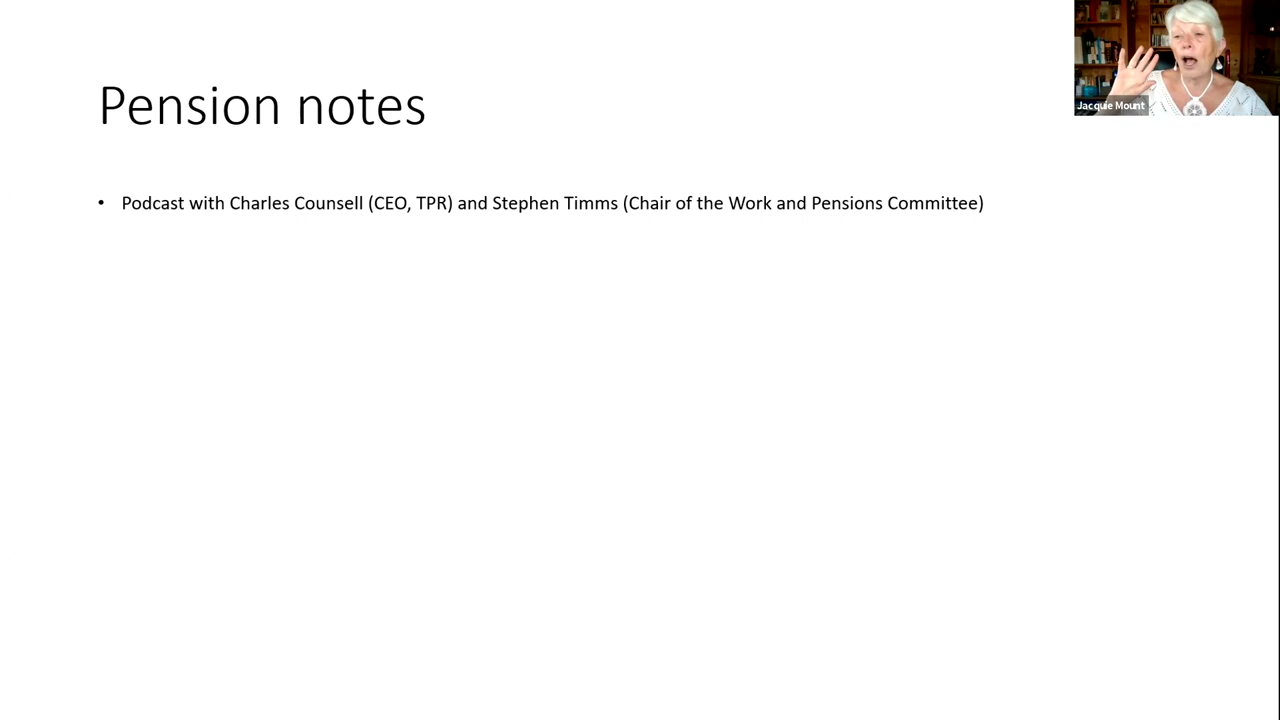 Pension notes
• Podcast with Charles Counsell (CEO, TPR) and Stephen Timms (Chair of the Work and Pensions Committee)
Jacquie Mount